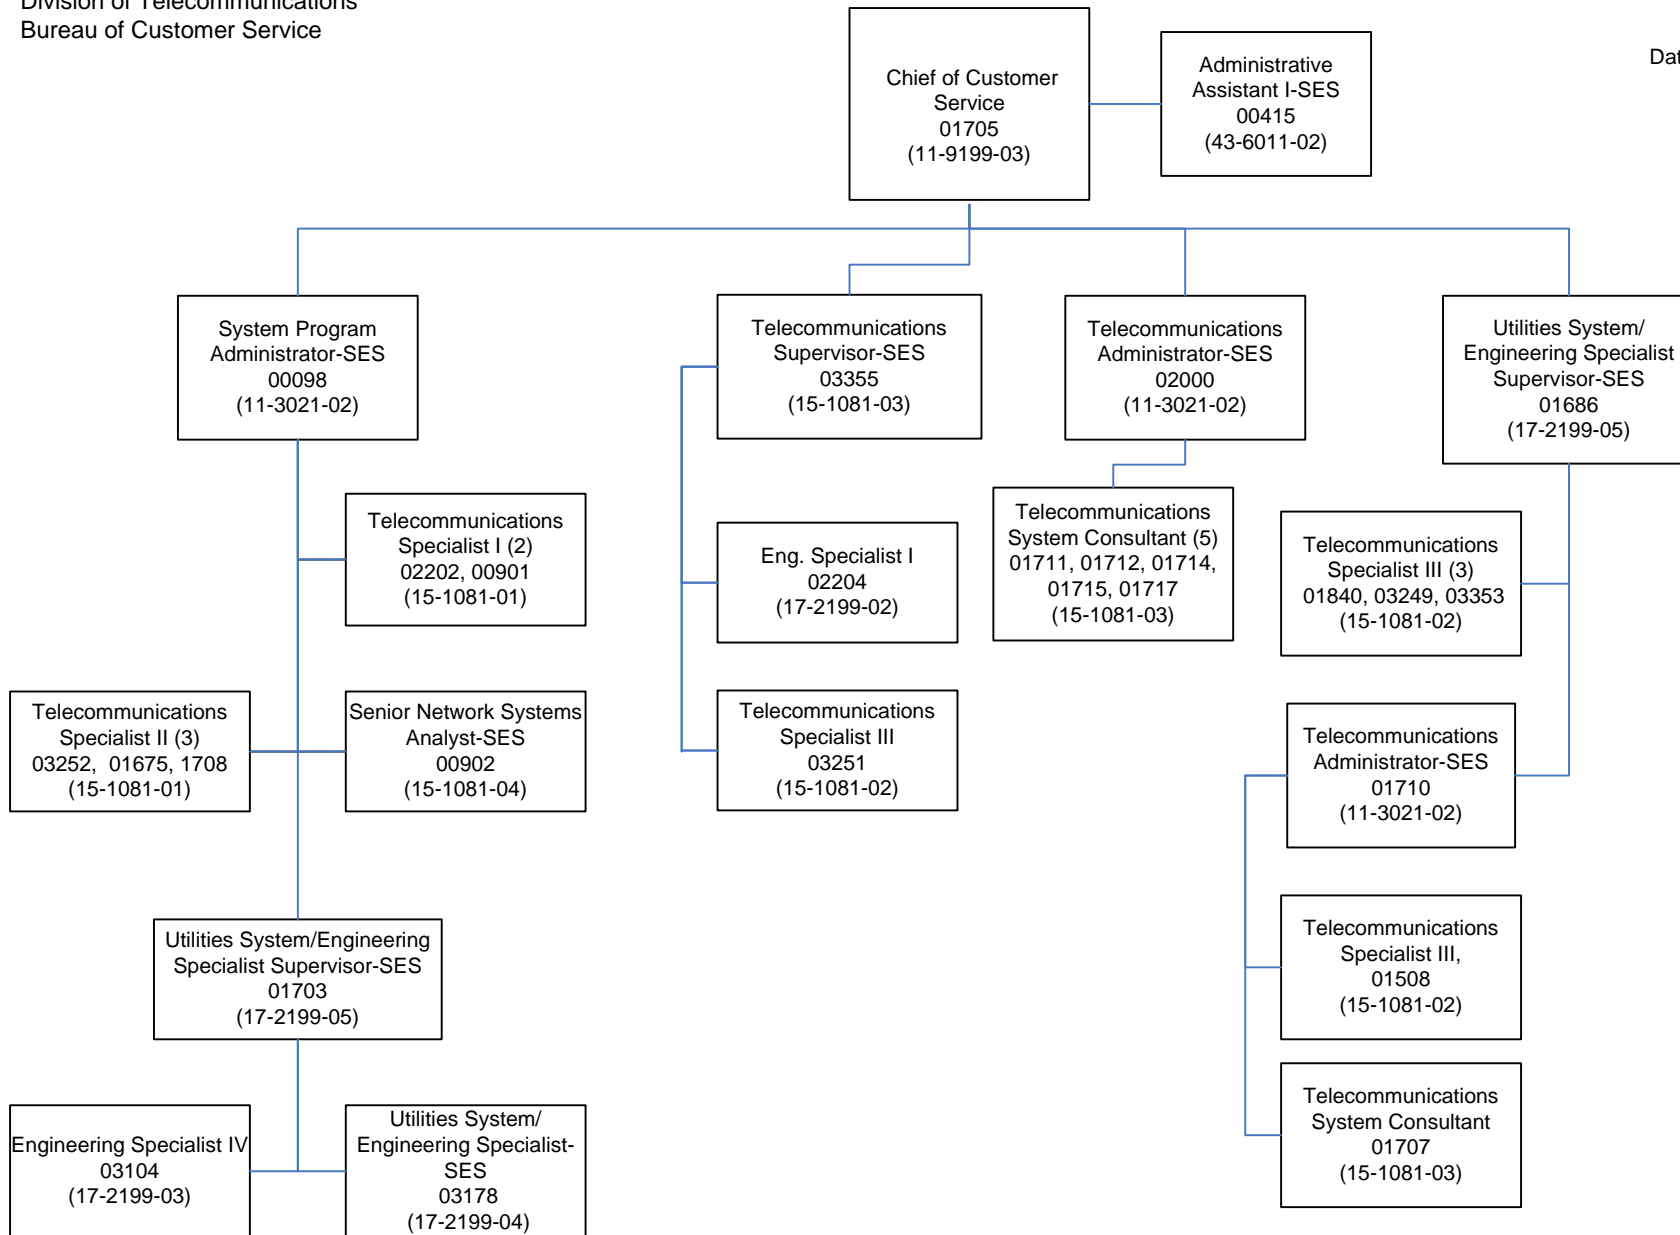 Division of Telecommunications
Bureau of Customer Service
Chief of Customer
Service
01705
(11-9199-03)
Administrative
Assistant I-SES
00415
(43-6011-02)
System Program
Administrator-SES
00098
(11-3021-02)
Telecommunications
Supervisor-SES
03355
(15-1081-03)
Telecommunications
Administrator-SES
02000
(11-3021-02)
Utilities System/
Engineering Specialist
Supervisor-SES
01686
(17-2199-05)
Telecommunications
Specialist I (2)
02202, 00901
(15-1081-01)
Eng. Specialist I
02204
(17-2199-02)
Telecommunications
System Consultant (5)
01711, 01712, 01714,
01715, 01717
(15-1081-03)
Telecommunications
Specialist III (3)
01840, 03249, 03353
(15-1081-02)
Telecommunications
Specialist II (3)
03252,  01675, 1708
(15-1081-01)
Senior Network Systems
Analyst-SES
00902
(15-1081-04)
Telecommunications
Specialist III
03251
(15-1081-02)
Telecommunications
Administrator-SES
01710
(11-3021-02)
Utilities System/Engineering
Specialist Supervisor-SES
01703
(17-2199-05)
Telecommunications
Specialist III,
01508
(15-1081-02)
Engineering Specialist IV
03104
(17-2199-03)
Utilities System/
Engineering Specialist-
SES
03178
(17-2199-04)
Telecommunications
System Consultant
01707
(15-1081-03)